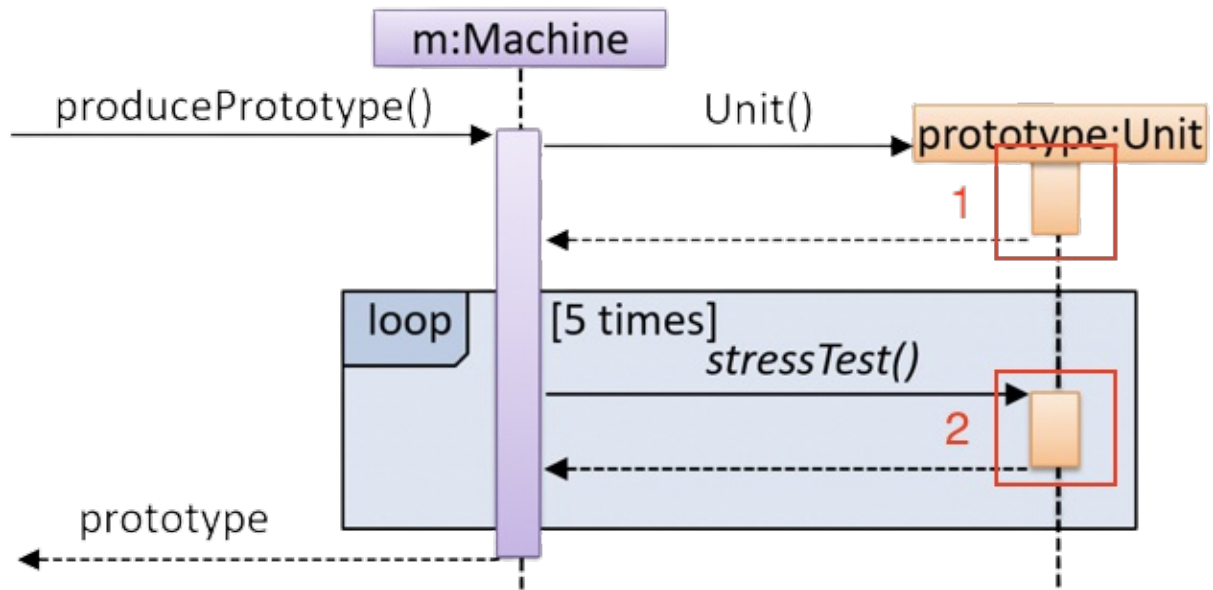 m:Machine
producePrototype()
Unit()
prototype:Unit
1
loop
[5 times]
stressTest()
2
prototype